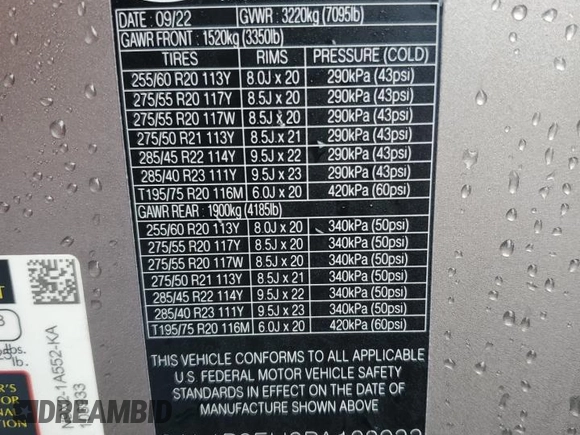 DATE : 09/22 GVWR : 3220kg (7095lb)
GAWR FRONT : 1520kg (3350lb)
TIRES RIMS PRESSURE (COLD)
255/60 R20 113Y 8.0J x 20 290kPa (43psi)
275/55 R20 117Y 8.5J x 20 290kPa (43psi)
275/55 R20 117W 8.5J x 20 290kPa (43psi)
275/50 R21 113Y 8.5J x 21 290kPa (43psi)
285/45 R22 114Y 9.5J x 22 290kPa (43psi)
285/40 R23 111Y 9.5J x 23 290kPa (43psi)
T195/75 R20 116M 6.0J x 20 420kPa (60psi)
GAWR REAR : 1900kg (4185lb)
255/60 R20 113Y 8.0J x 20 340kPa (50psi)
275/55 R20 117Y 8.5J x 20 340kPa (50psi)
275/55 R20 117W 8.5J x 20 340kPa (50psi)
275/50 R21 113Y 8.5J x 21 340kPa (50psi)
285/45 R22 114Y 9.5J x 22 340kPa (50psi)
285/40 R23 111Y 9.5J x 23 340kPa (50psi)
T195/75 R20 116M 6.0J x 20 420kPa (60psi)
THIS VEHICLE CONFORMS TO ALL APPLICABLE
U.S. FEDERAL MOTOR VEHICLE SAFETY
STANDARDS IN EFFECT ON THE DATE OF
MANUFACTURE SHOWN ABOVE
-1A552-KA
lbs.
lb.
DREAMBID